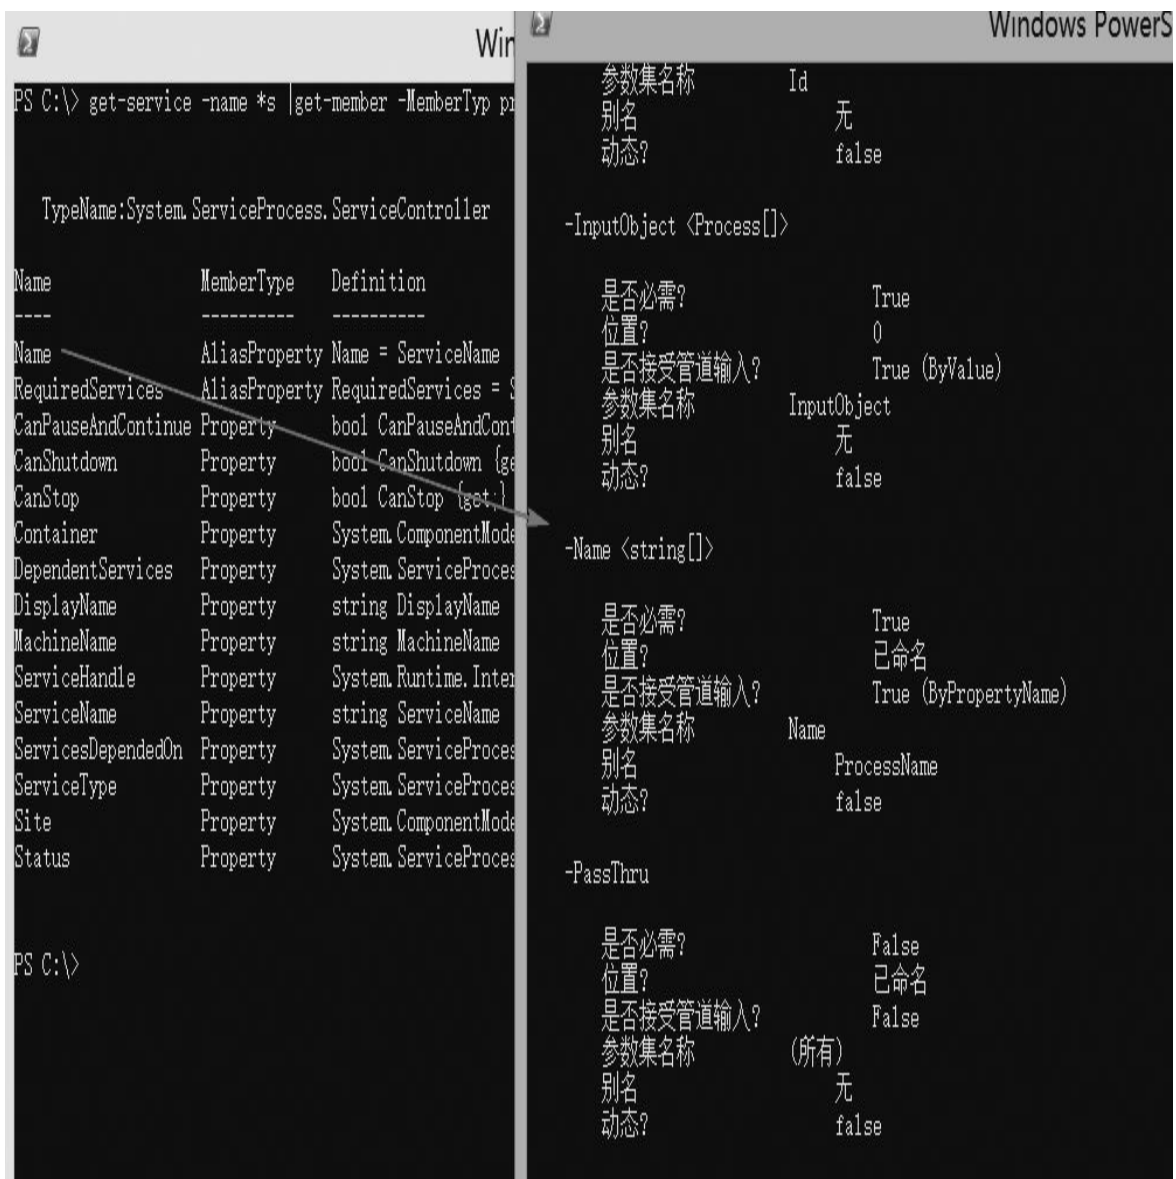 Win
PS C:\> get-service -name *s |get-member -MemberTyp pr
TypeName:System.ServiceProcess.ServiceController
Name MemberType Definition
---- ---------- ----------
Name AliasProperty Name = ServiceName
RequiredServices AliasProperty RequiredServices = S
CanPauseAndContinue Property bool CanPauseAndCont
CanShutdown Property bool CanShutdown {ge
CanStop Property bool CanStop {get;}
Container Property System.ComponentMode
DependentServices Property System.ServiceProces
DisplayName Property string DisplayName
MachineName Property string MachineName
ServiceHandle Property System.Runtime.Inter
ServiceName Property string ServiceName
ServicesDependedOn Property System.ServiceProces
ServiceType Property System.ServiceProces
Site Property System.ComponentMode
Status Property System.ServiceProces
PS C:\>
Windows PowerS
参数集名称 Id
别名 无
动态? false
-InputObject <Process[]>
是否必需? True
位置? 0
是否接受管道输入? True (ByValue)
参数集名称 InputObject
别名 无
动态? false
-Name <string[]>
是否必需? True
位置? 已命名
是否接受管道输入? True (ByPropertyName)
参数集名称 Name
别名 ProcessName
动态? false
-PassThru
是否必需? False
位置? 已命名
是否接受管道输入? False
参数集名称 (所有)
别名 无
动态? false